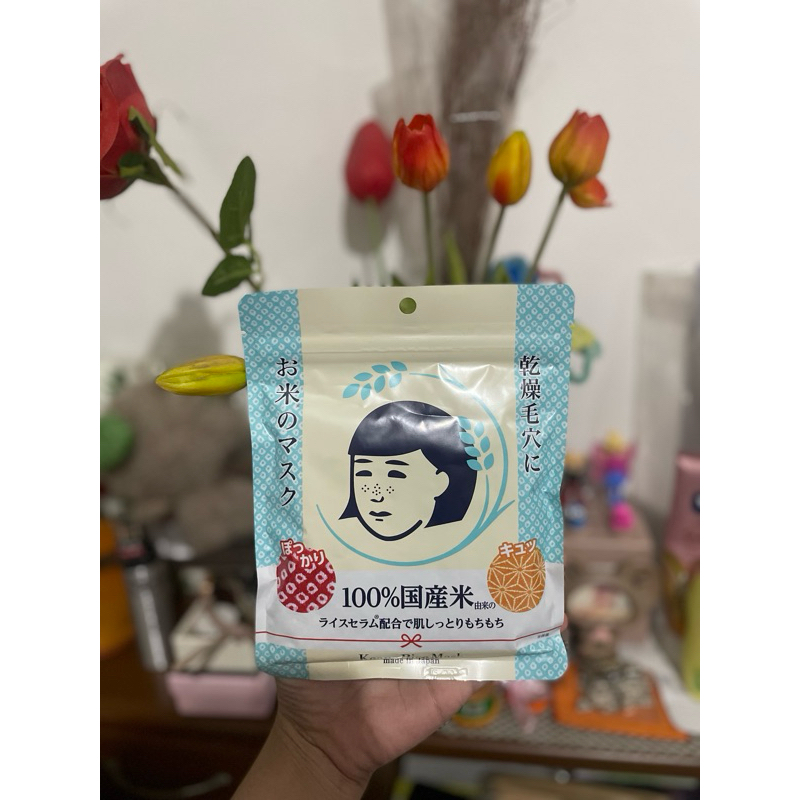 乾燥毛穴に
お米のマスク
ぽっかり
キュッ
100%国産米由来の
ライスセラム配合で肌しっとりもちもち
made in Japan